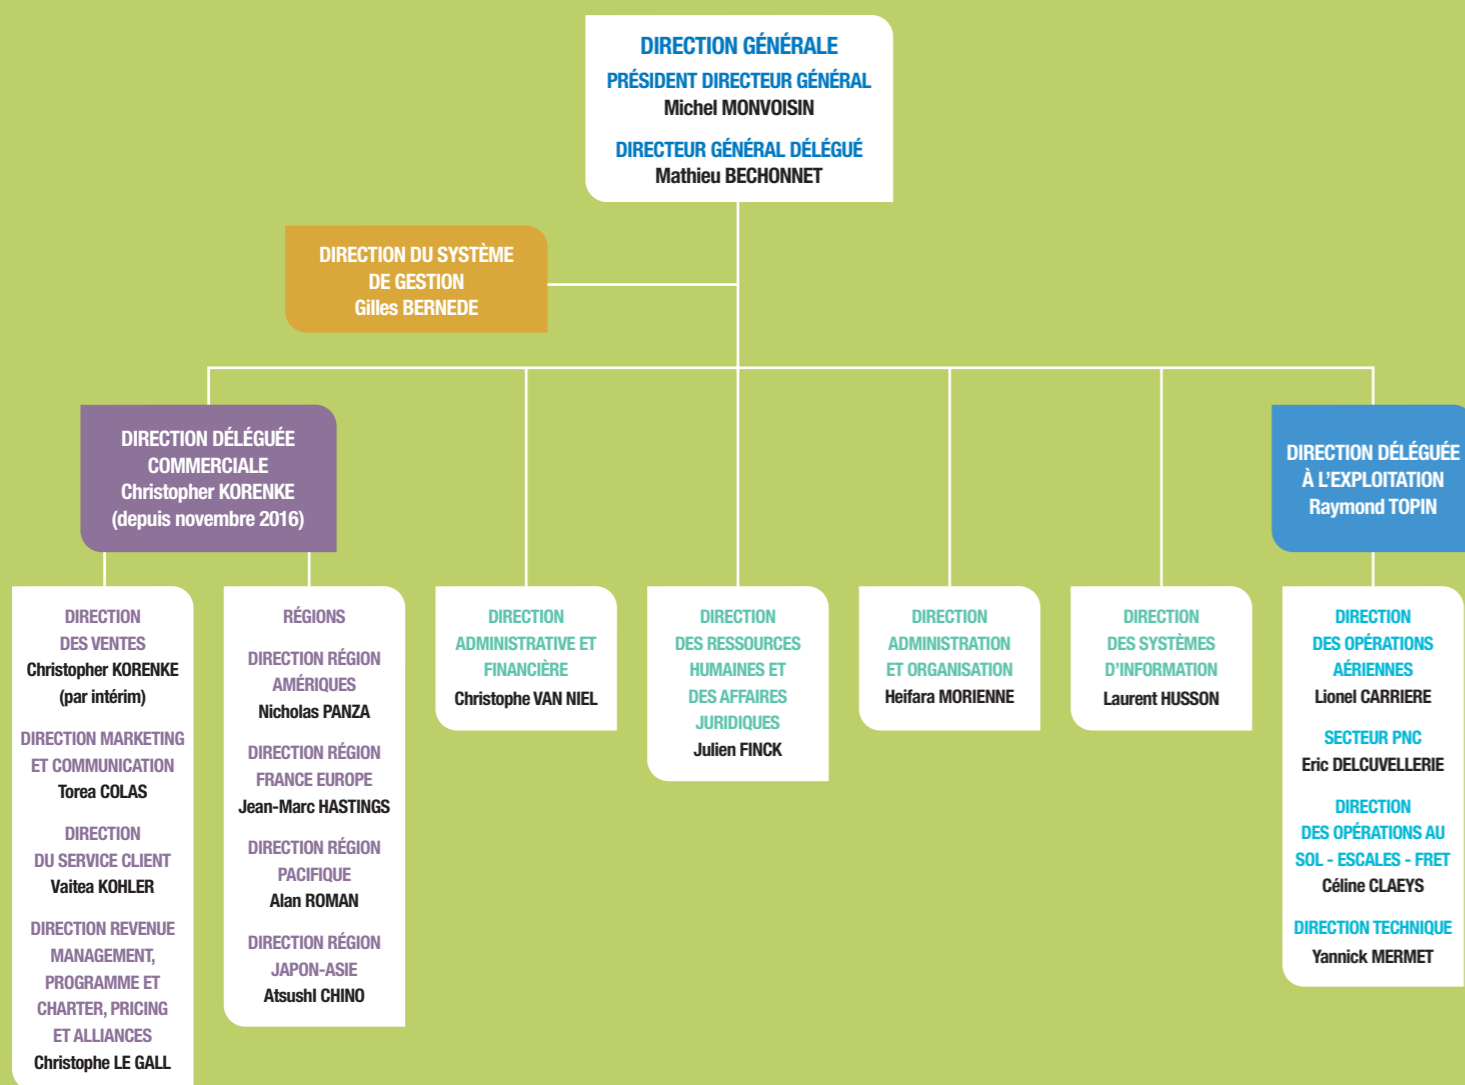 DIRECTION GÉNÉRALE
PRÉSIDENT DIRECTEUR GÉNÉRAL
Michel MONVOISIN
DIRECTEUR GÉNÉRAL DÉLÉGUÉ
Mathieu BECHONNET
DIRECTION DU SYSTÈME
DE GESTION
Gilles BERNEDE
DIRECTION DÉLÉGUÉE
COMMERCIALE
Christopher KORENKE
(depuis novembre 2016)
DIRECTION DÉLÉGUÉE
À L'EXPLOITATION
Raymond TOPIN
DIRECTION
DES VENTES
Christopher KORENKE
(par intérim)
DIRECTION MARKETING
ET COMMUNICATION
Torea COLAS
DIRECTION
DU SERVICE CLIENT
Vaitea KOHLER
DIRECTION REVENUE
MANAGEMENT,
PROGRAMME ET
CHARTER, PRICING
ET ALLIANCES
Christophe LE GALL
RÉGIONS
DIRECTION RÉGION
AMÉRIQUES
Nicholas PANZA
DIRECTION RÉGION
FRANCE EUROPE
Jean-Marc HASTINGS
DIRECTION RÉGION
PACIFIQUE
Alan ROMAN
DIRECTION RÉGION
JAPON-ASIE
AtsushI CHINO
DIRECTION
ADMINISTRATIVE ET
FINANCIÈRE
Christophe VAN NIEL
DIRECTION
DES RESSOURCES
HUMAINES ET
DES AFFAIRES
JURIDIQUES
Julien FINCK
DIRECTION
ADMINISTRATION
ET ORGANISATION
Heifara MORIENNE
DIRECTION
DES SYSTÈMES
D'INFORMATION
Laurent HUSSON
DIRECTION
DES OPÉRATIONS
AÉRIENNES
Lionel CARRIERE
SECTEUR PNC
Eric DELCUVELLERIE
DIRECTION
DES OPÉRATIONS AU
SOL - ESCALES - FRET
Céline CLAEYS
DIRECTION TECHNIQUE
Yannick MERMET